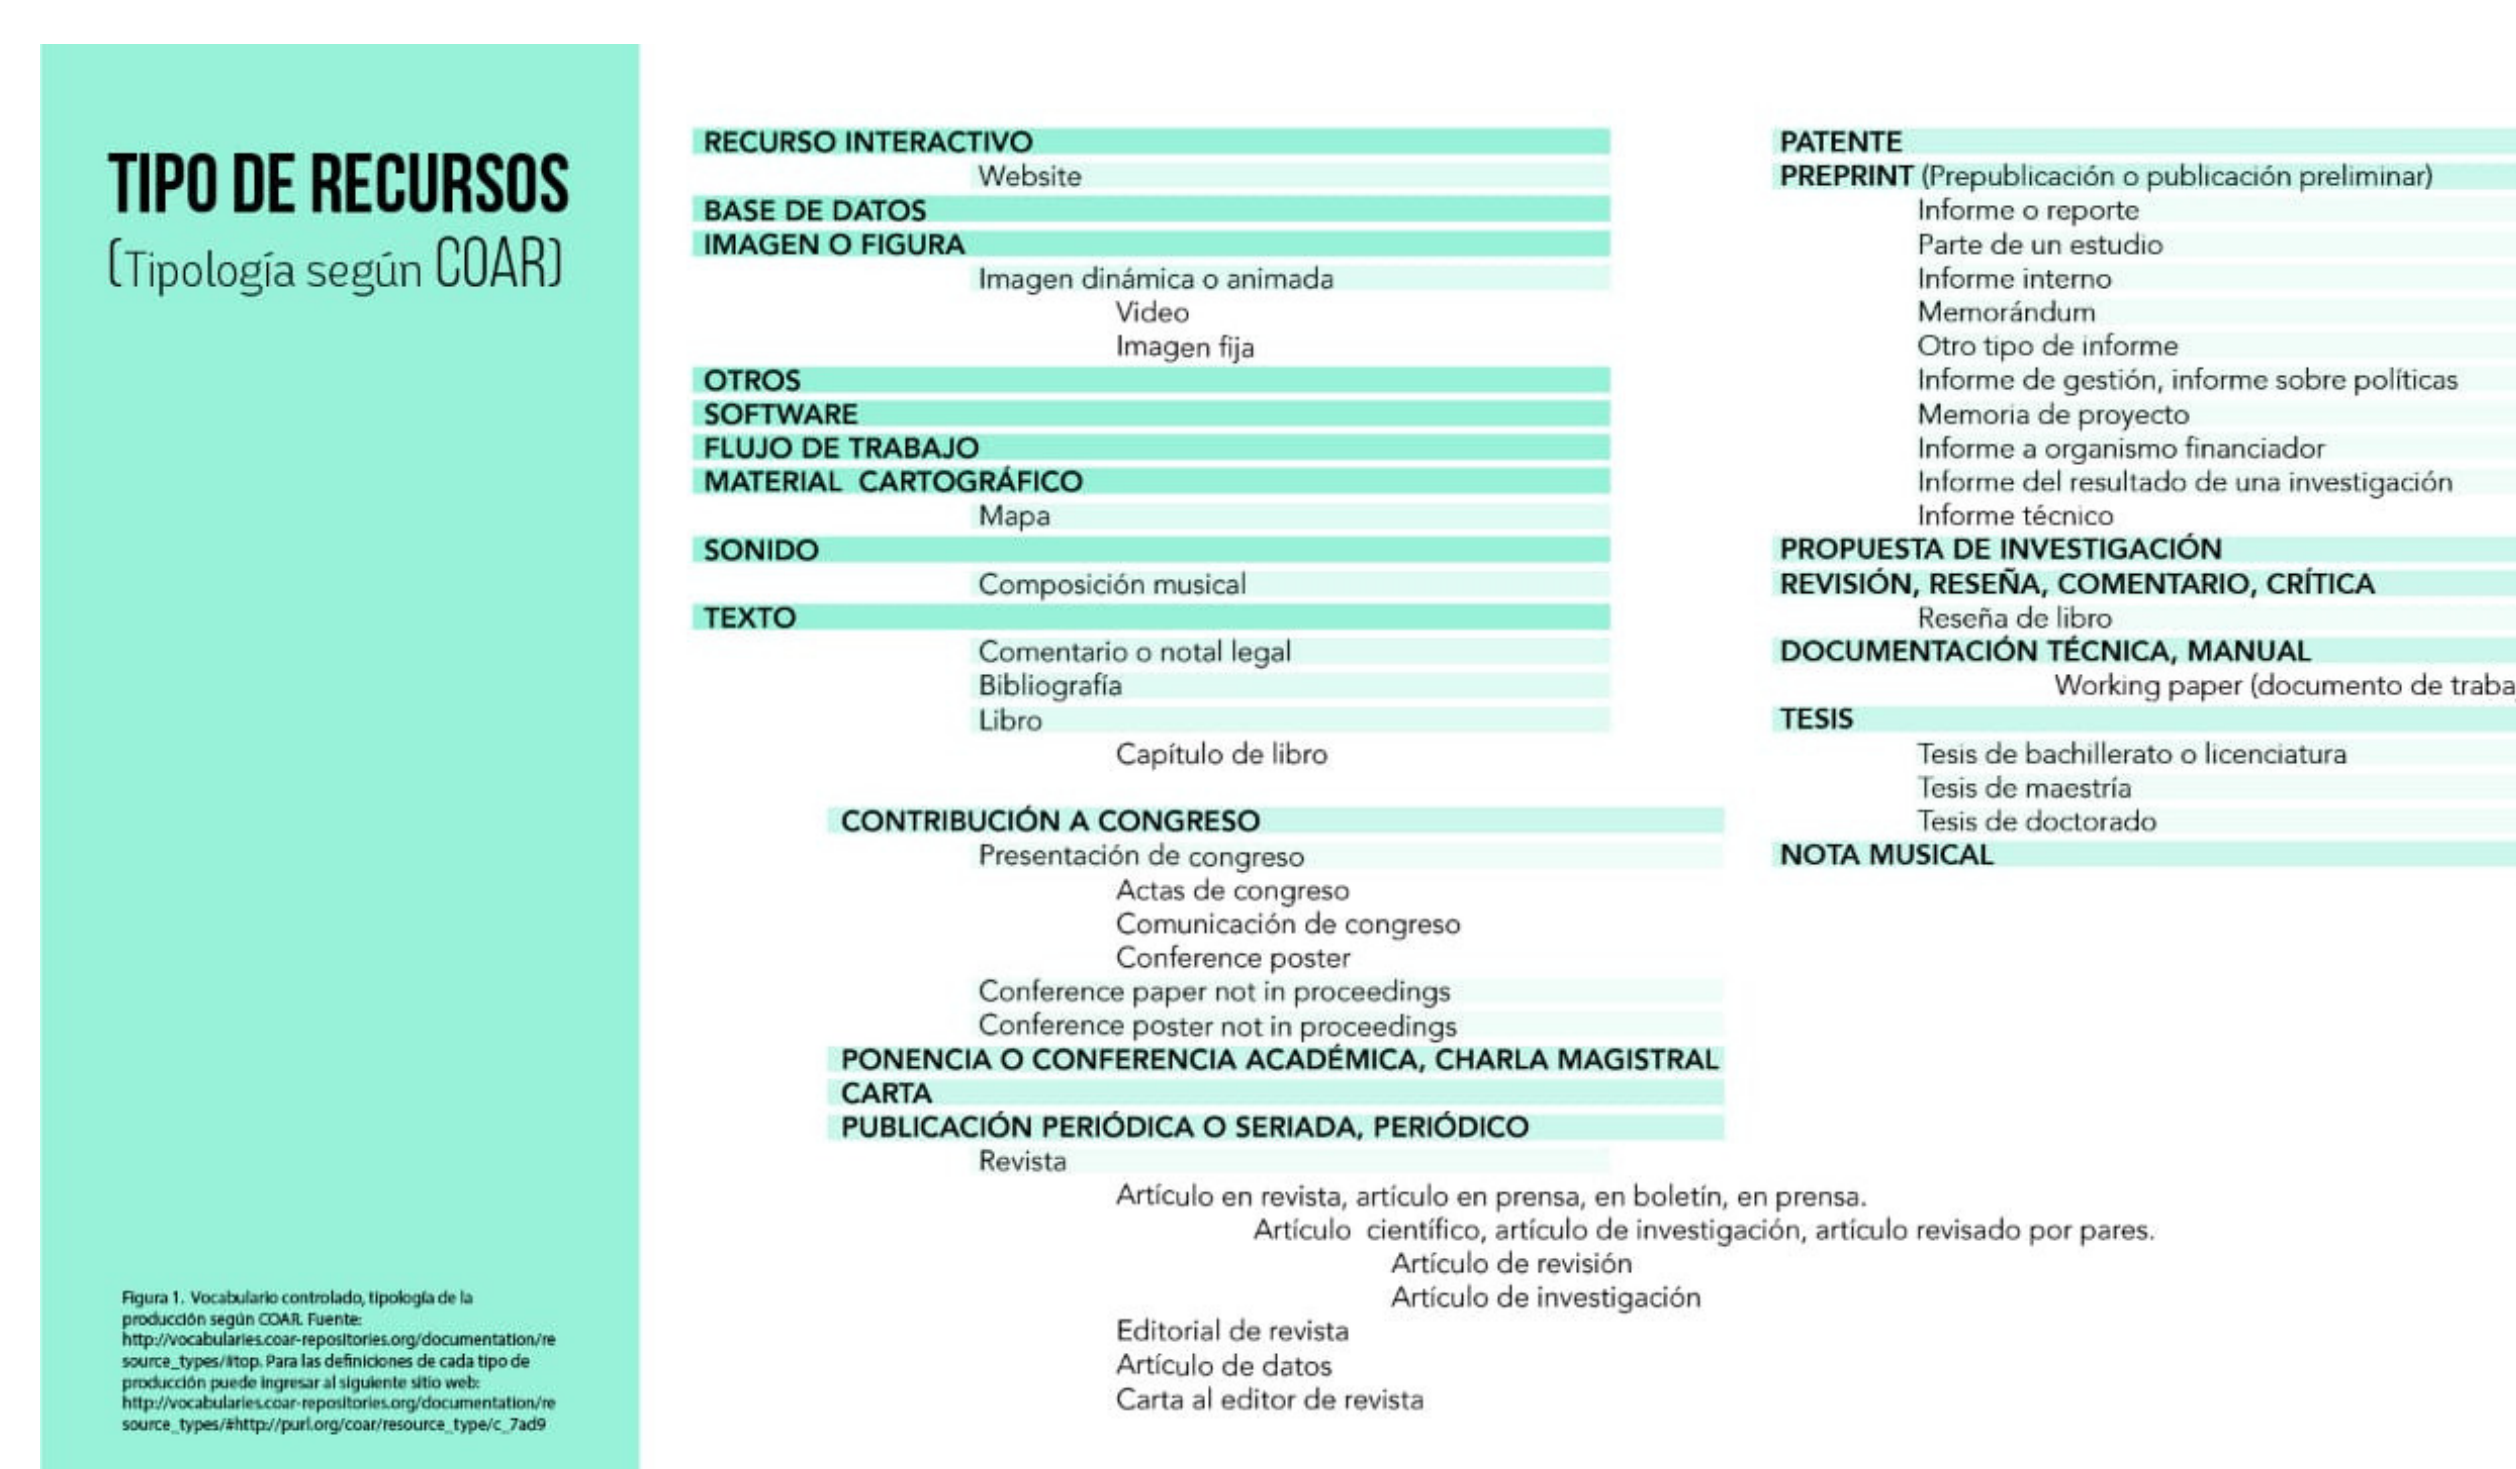 TIPO DE RECURSOS
(Tipología según COAR)
Figura 1. Vocabulario controlado, tipología de la
producción según COAR. Fuente:
http://vocabularies.coar-repositories.org/documentation/re
source_types/#top. Para las definiciones de cada tipo de
producción puede ingresar al siguiente sitio web:
http://vocabularies.coar-repositories.org/documentation/re
source_types/#http://purl.org/coar/resource_type/c_7ad9
RECURSO INTERACTIVO
Website
BASE DE DATOS
IMAGEN O FIGURA
Imagen dinámica o animada
Video
Imagen fija
OTROS
SOFTWARE
FLUJO DE TRABAJO
MATERIAL CARTOGRÁFICO
Mapa
SONIDO
Composición musical
TEXTO
Comentario o notal legal
Bibliografía
Libro
Capítulo de libro
CONTRIBUCIÓN A CONGRESO
Presentación de congreso
Actas de congreso
Comunicación de congreso
Conference poster
Conference paper not in proceedings
Conference poster not in proceedings
PONENCIA O CONFERENCIA ACADÉMICA, CHARLA MAGISTRAL
CARTA
PUBLICACIÓN PERIÓDICA O SERIADA, PERIÓDICO
Revista
Artículo en revista, artículo en prensa, en boletín, en prensa.
Artículo científico, artículo de investigación, artículo revisado por pares.
Artículo de revisión
Artículo de investigación
Editorial de revista
Artículo de datos
Carta al editor de revista
PATENTE
PREPRINT (Prepublicación o publicación preliminar)
Informe o reporte
Parte de un estudio
Informe interno
Memorándum
Otro tipo de informe
Informe de gestión, informe sobre políticas
Memoria de proyecto
Informe a organismo financiador
Informe del resultado de una investigación
Informe técnico
PROPUESTA DE INVESTIGACIÓN
REVISIÓN, RESEÑA, COMENTARIO, CRÍTICA
Reseña de libro
DOCUMENTACIÓN TÉCNICA, MANUAL
Working paper (documento de traba
TESIS
Tesis de bachillerato o licenciatura
Tesis de maestría
Tesis de doctorado
NOTA MUSICAL